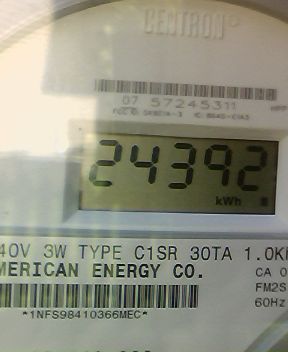 CENTRON®
07 57245311
24392
kWh
40V 3W TYPE C1SR 30TA 1.0K
MERICAN ENERGY CO.
CA 0
FM2S
60Hz
*1NFS98410366MEC*